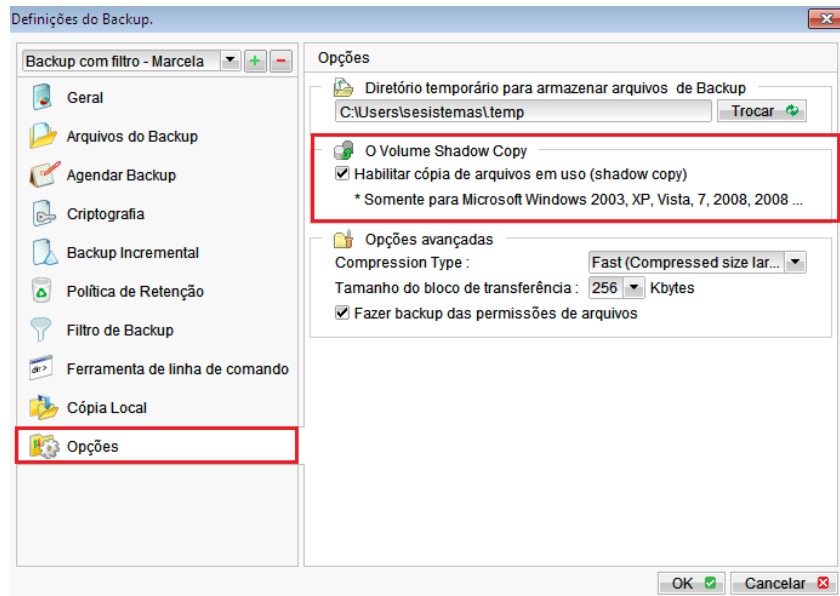 Definições do Backup.
Backup com filtro - Marcela
Geral
Arquivos do Backup
Agendar Backup
Criptografia
Backup Incremental
Política de Retenção
Filtro de Backup
Ferramenta de linha de comando
Cópia Local
Opções
Opções
Diretório temporário para armazenar arquivos de Backup
C:\Users\sesistemas\.temp Trocar
O Volume Shadow Copy
Habilitar cópia de arquivos em uso (shadow copy)
* Somente para Microsoft Windows 2003, XP, Vista, 7, 2008, 2008 ...
Opções avançadas
Compression Type : Fast (Compressed size lar...
Tamanho do bloco de transferência : 256 Kbytes
Fazer backup das permissões de arquivos
OK Cancelar